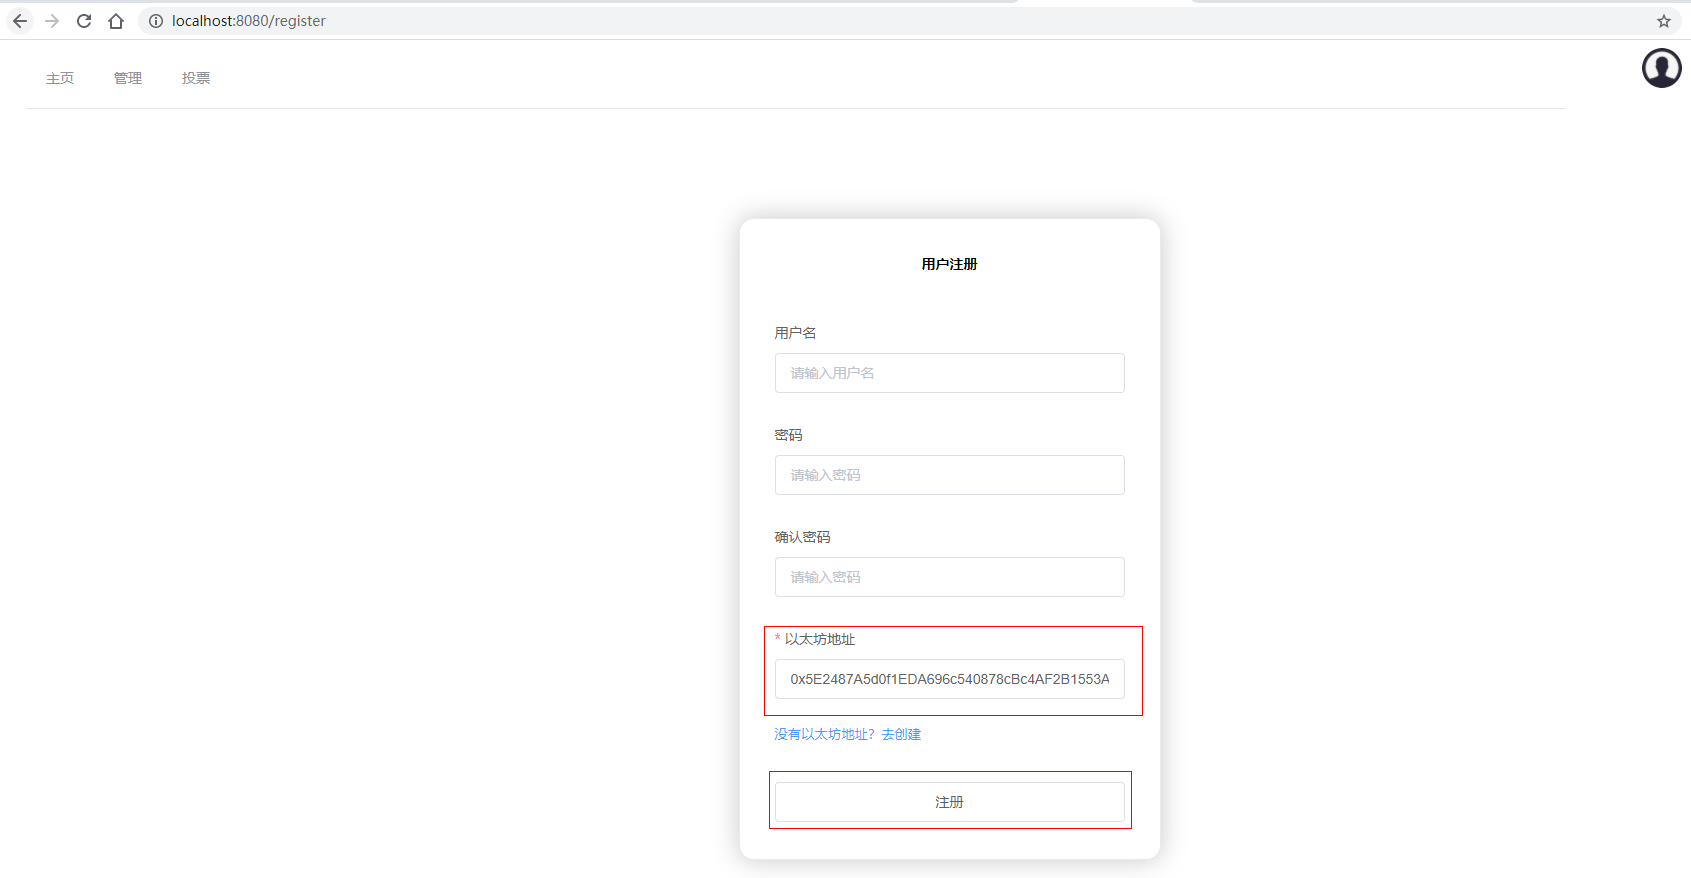 localhost:8080/register
主页 管理 投票
用户注册
用户名
请输入用户名
密码
请输入密码
确认密码
请输入密码
* 以太坊地址
0x5E2487A5d0f1EDA696c540878cBc4AF2B1553A
没有以太坊地址？去创建
注册